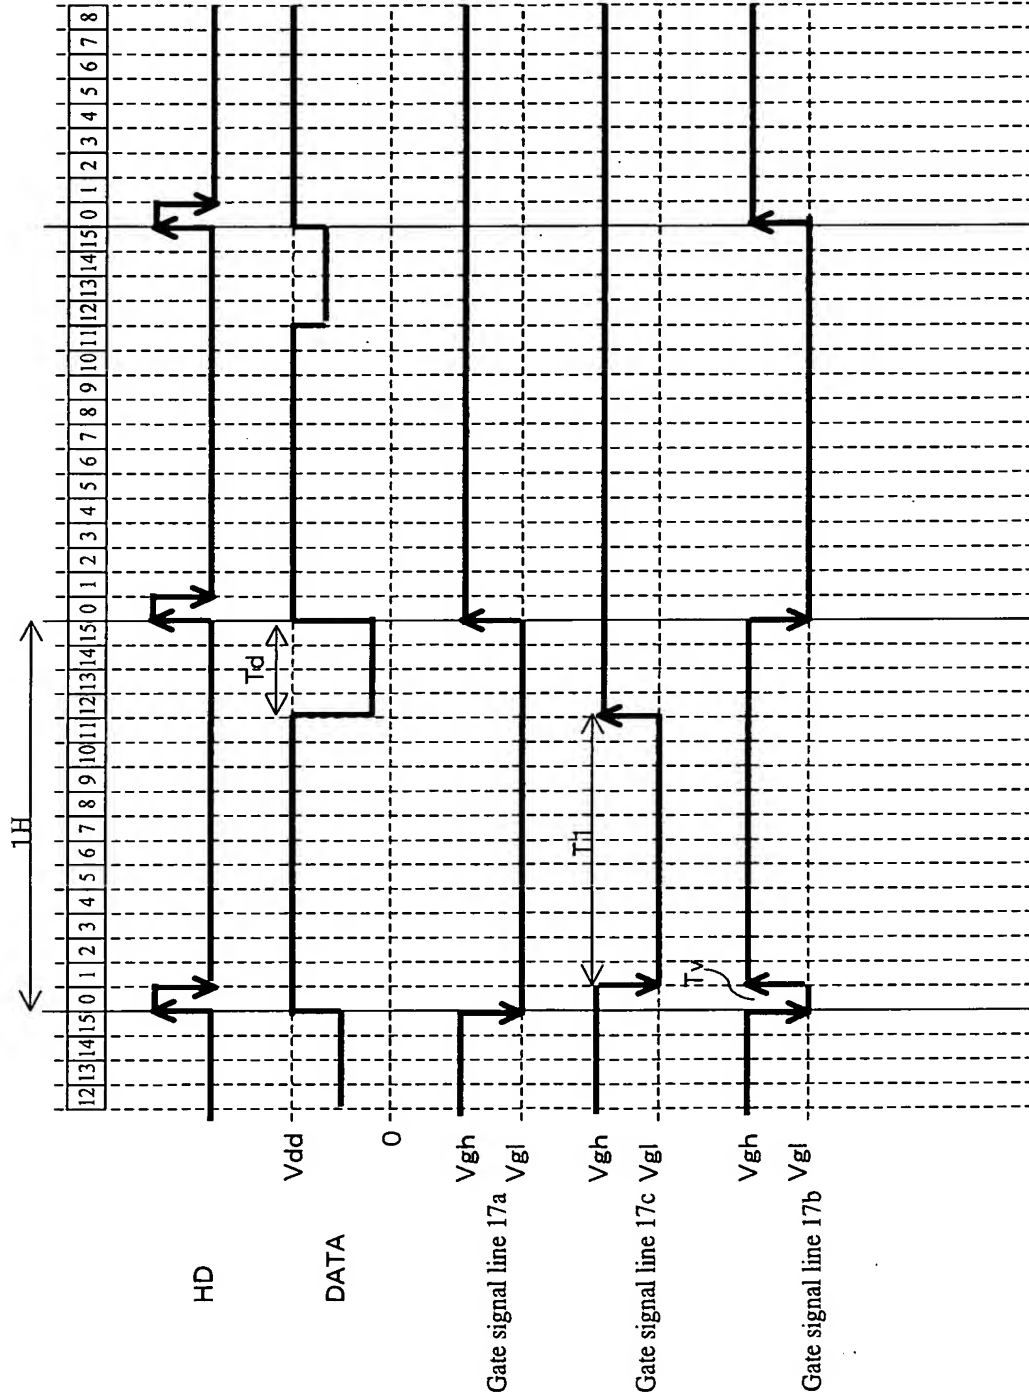 1H
12 13 14 15 0 1 2 3 4 5 6 7 8 9 10 11 12 13 14 15 0 1 2 3 4 5 6 7 8 9 10 11 12 13 14 15 0 1 2 3 4 5 6 7 8
HD
Vdd
Td
DATA
0
Vgh
Vgl
Gate signal line 17a
Vgh
Ti1
Vgl
Gate signal line 17c
Tv
Vgh
Vgl
Gate signal line 17b